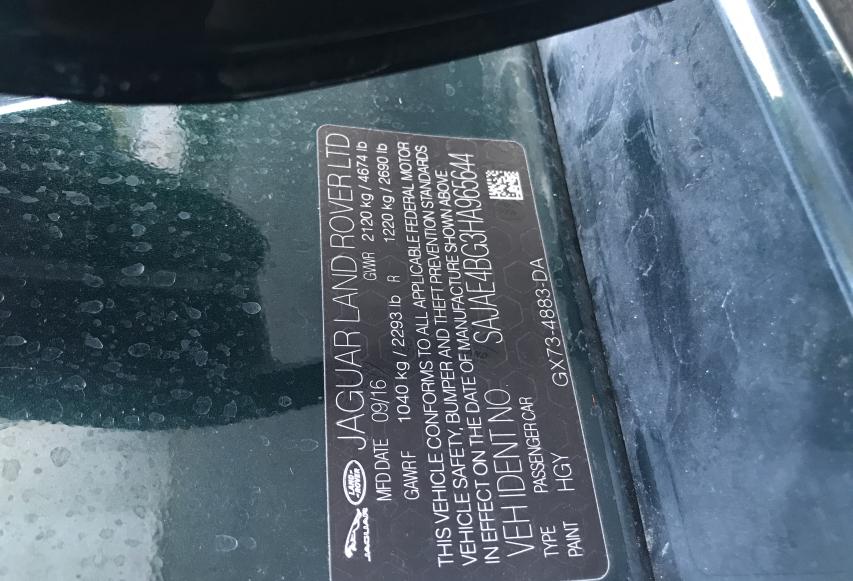 JAGUAR LAND-ROVER JAGUAR LAND ROVER LTD
MFD DATE 09/16 GVWR 2120 kg / 4674 lb
GAWR F 1040 kg / 2293 lb R 1220 kg / 2690 lb
THIS VEHICLE CONFORMS TO ALL APPLICABLE FEDERAL MOTOR
VEHICLE SAFETY, BUMPER AND THEFT PREVENTION STANDARDS
IN EFFECT ON THE DATE OF MANUFACTURE SHOWN ABOVE
VEH IDENT NO. SAJAE4BG3HA965644
TYPE PASSENGER CAR
PAINT HGY GX73-4883-DA